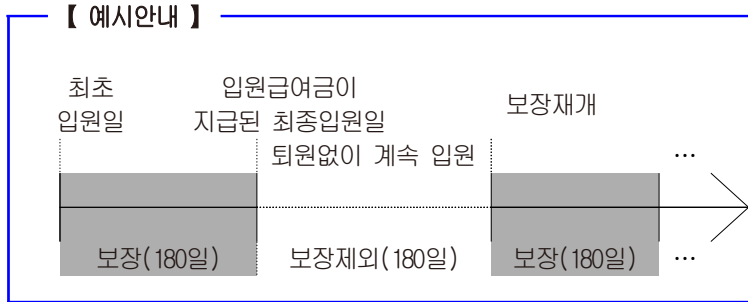 【 예시안내 】
최초
입원일
입원급여금이
지급된 최종입원일
퇴원없이 계속 입원
보장재개
…
보장(180일)
보장제외(180일)
보장(180일)
…